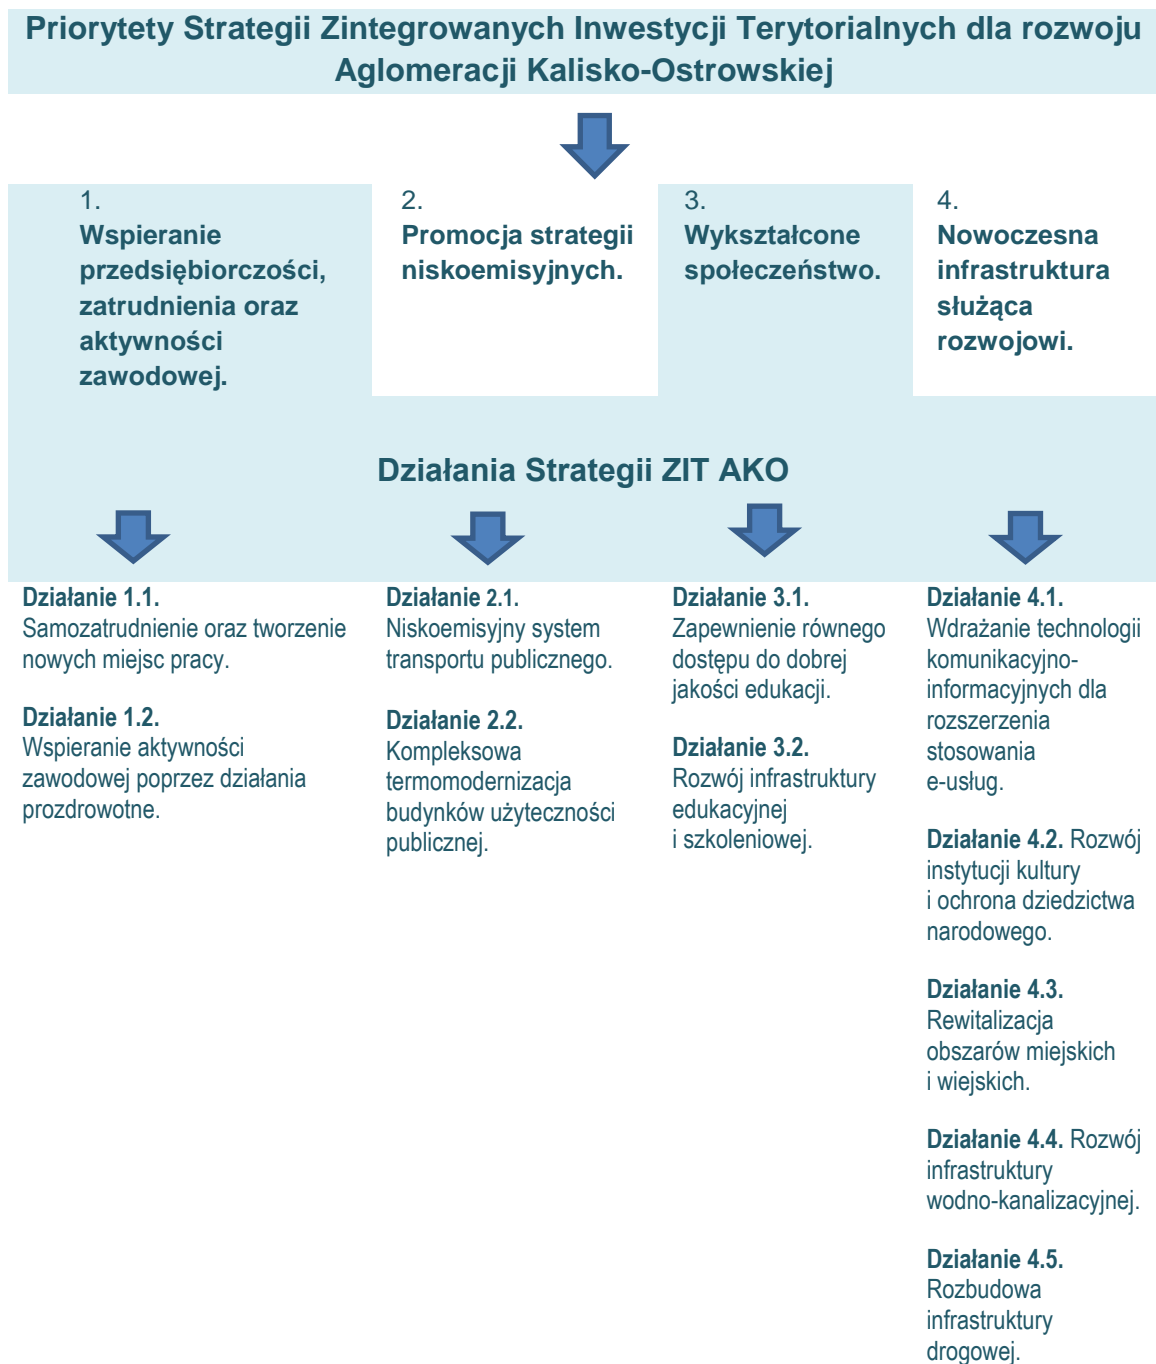 Priorytety Strategii Zintegrowanych Inwestycji Terytorialnych dla rozwoju
Aglomeracji Kalisko-Ostrowskiej
1.
Wspieranie
przedsiębiorczości,
zatrudnienia oraz
aktywności
zawodowej.
2.
Promocja strategii
niskoemisyjnych.
3.
Wykształcone
społeczeństwo.
4.
Nowoczesna
infrastruktura
służąca
rozwojowi.
Działania Strategii ZIT AKO
Działanie 1.1.
Samozatrudnienie oraz tworzenie
nowych miejsc pracy.
Działanie 1.2.
Wspieranie aktywności
zawodowej poprzez działania
prozdrowotne.
Działanie 2.1.
Niskoemisyjny system
transportu publicznego.
Działanie 2.2.
Kompleksowa
termomodernizacja
budynków użyteczności
publicznej.
Działanie 3.1.
Zapewnienie równego
dostępu do dobrej
jakości edukacji.
Działanie 3.2.
Rozwój infrastruktury
edukacyjnej
i szkoleniowej.
Działanie 4.1.
Wdrażanie technologii
komunikacyjno-
informacyjnych dla
rozszerzenia
stosowania
e-usług.
Działanie 4.2. Rozwój
instytucji kultury
i ochrona dziedzictwa
narodowego.
Działanie 4.3.
Rewitalizacja
obszarów miejskich
i wiejskich.
Działanie 4.4. Rozwój
infrastruktury
wodno-kanalizacyjnej.
Działanie 4.5.
Rozbudowa
infrastruktury
drogowej.